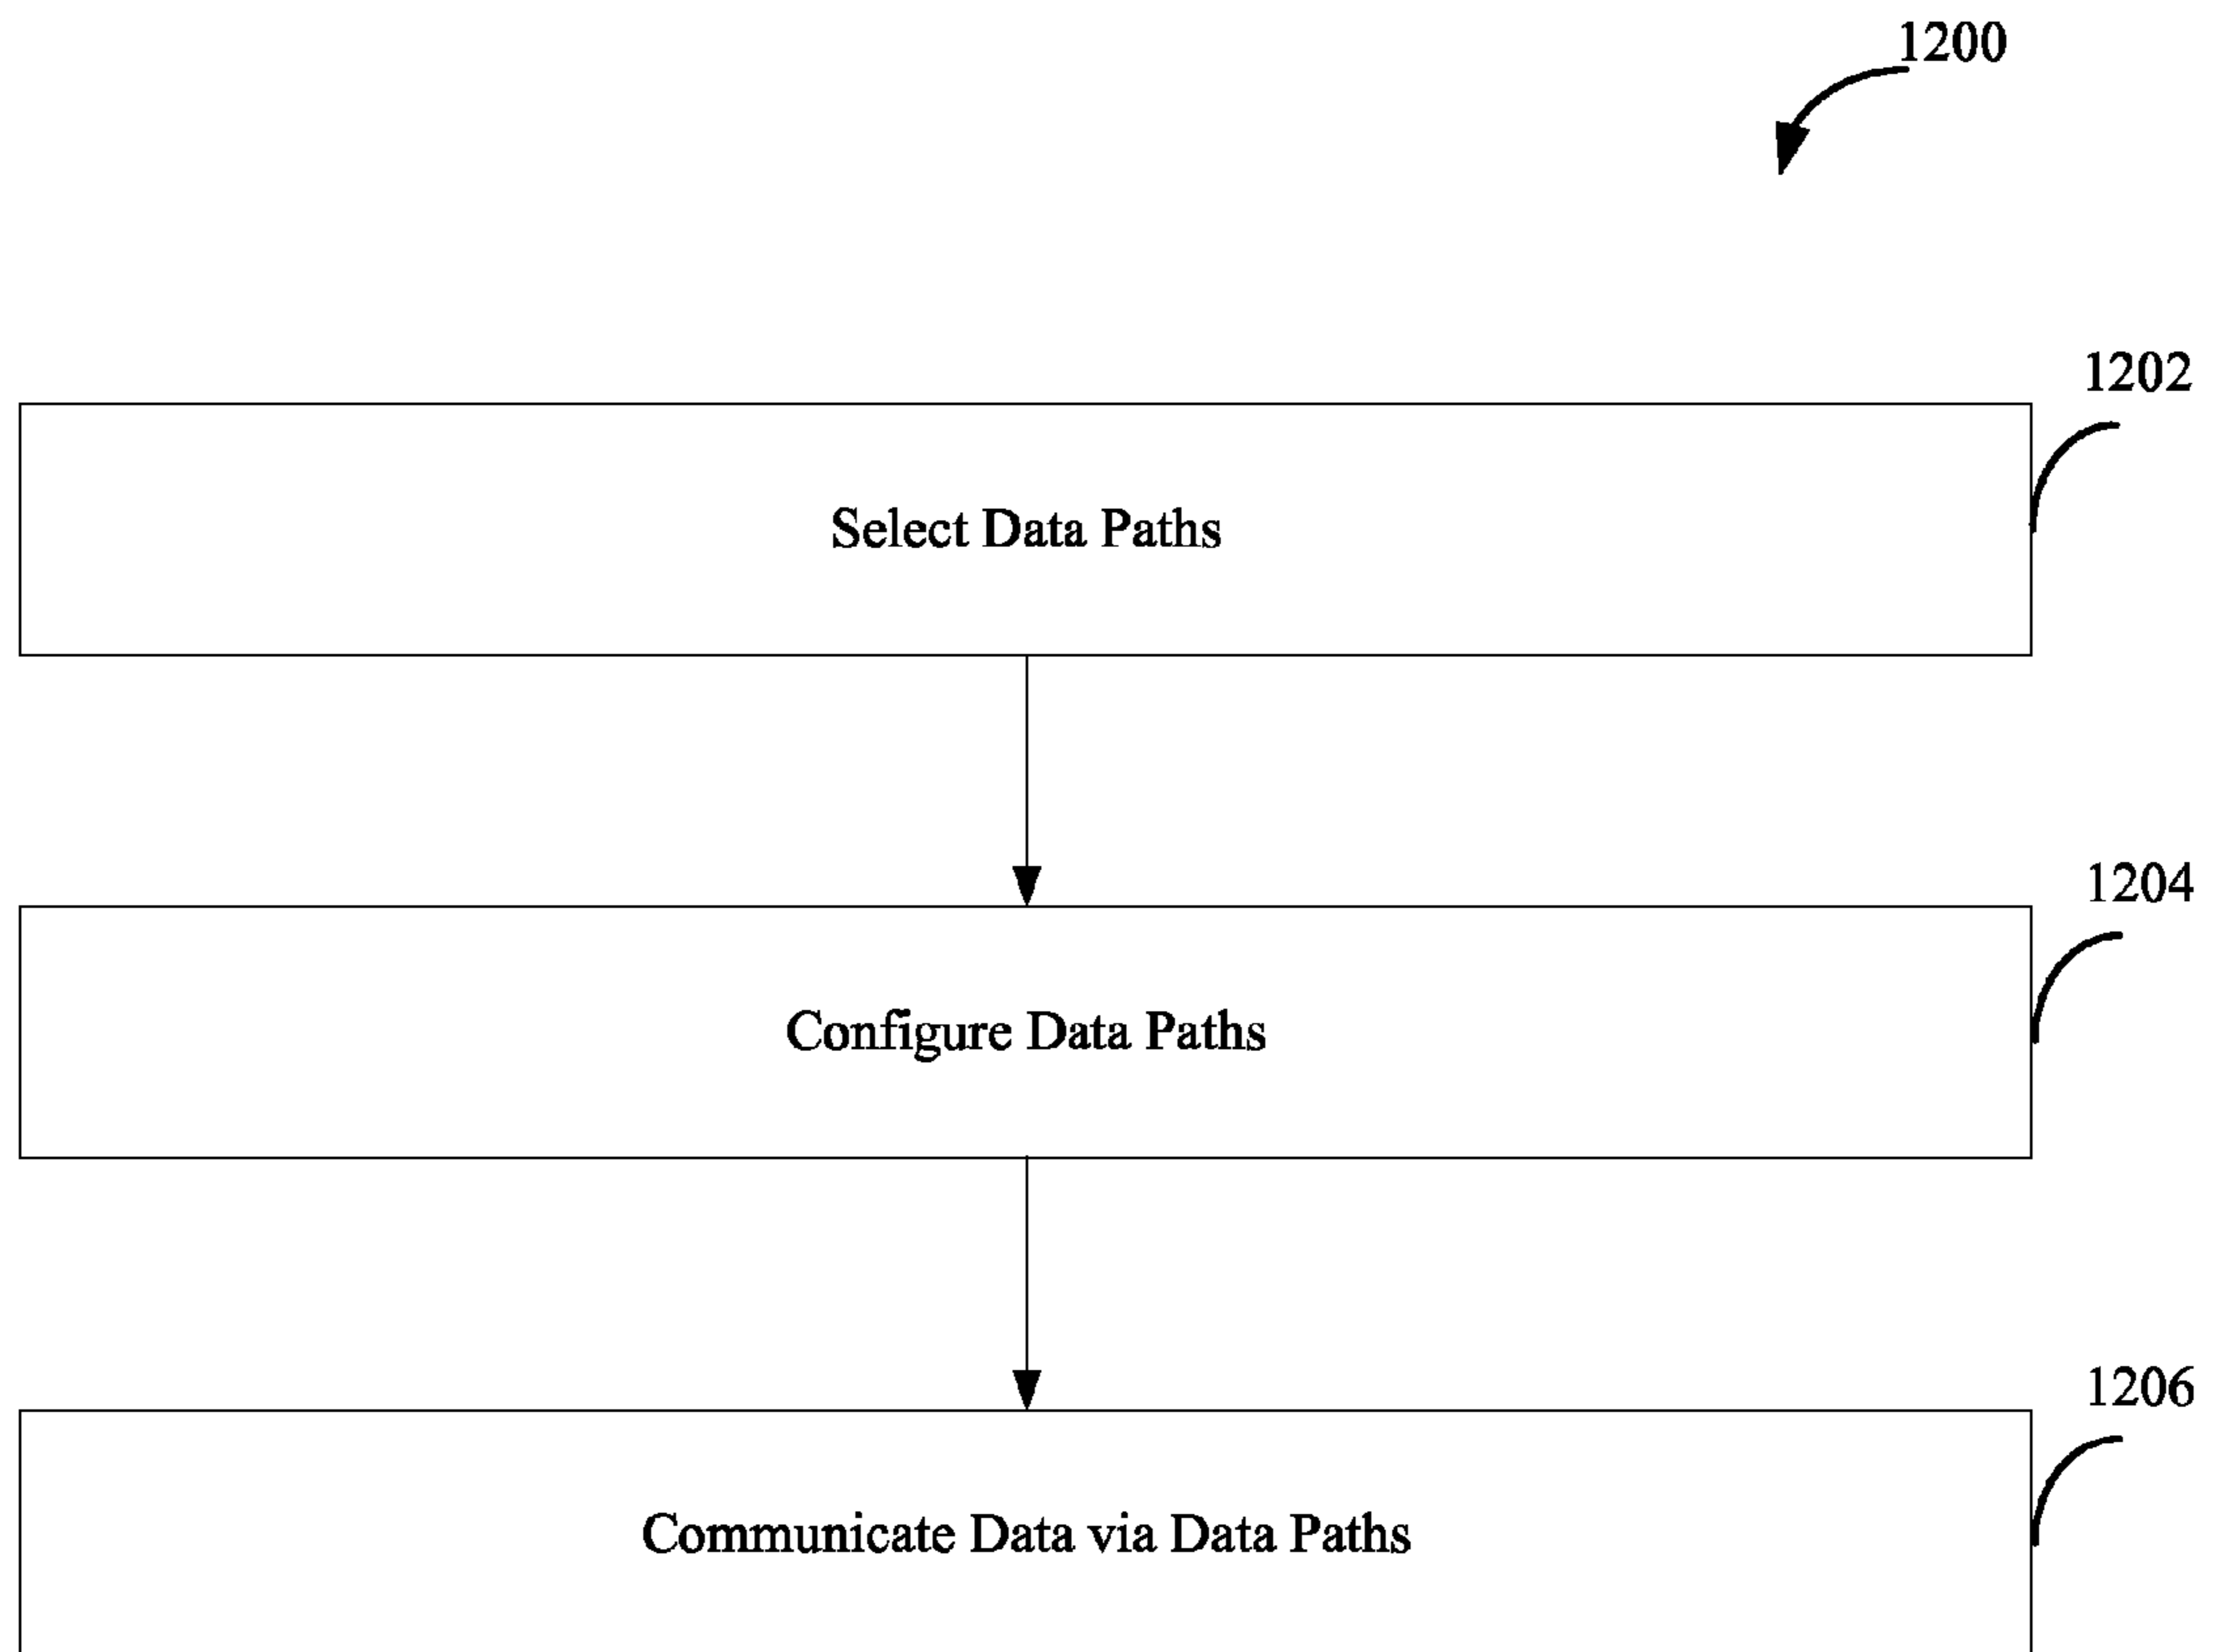 1200
1202
Select Data Paths
1204
Configure Data Paths
1206
Communicate Data via Data Paths